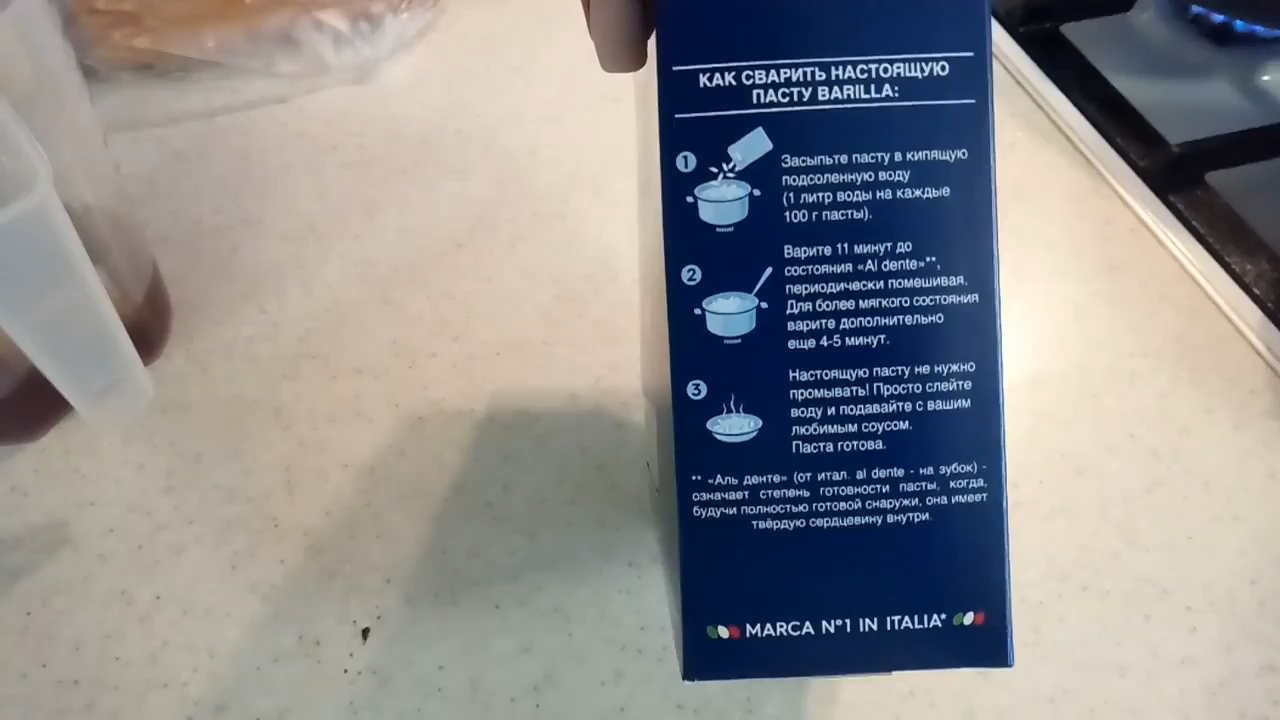 КАК СВАРИТЬ НАСТОЯЩУЮ
ПАСТУ BARILLA:
1
Засыпьте пасту в кипящую
подсоленную воду
(1 литр воды на каждые
100 г пасты).
2
Варите 11 минут до
состояния «Al dente»**,
периодически помешивая.
Для более мягкого состояния
варите дополнительно
еще 4-5 минут.
3
Настоящую пасту не нужно
промывать! Просто слейте
воду и подавайте с вашим
любимым соусом.
Паста готова.
** «Аль денте» (от итал. al dente - на зубок) -
означает степень готовности пасты, когда,
будучи полностью готовой снаружи, она имеет
твёрдую сердцевину внутри.
MARCA N°1 IN ITALIA*